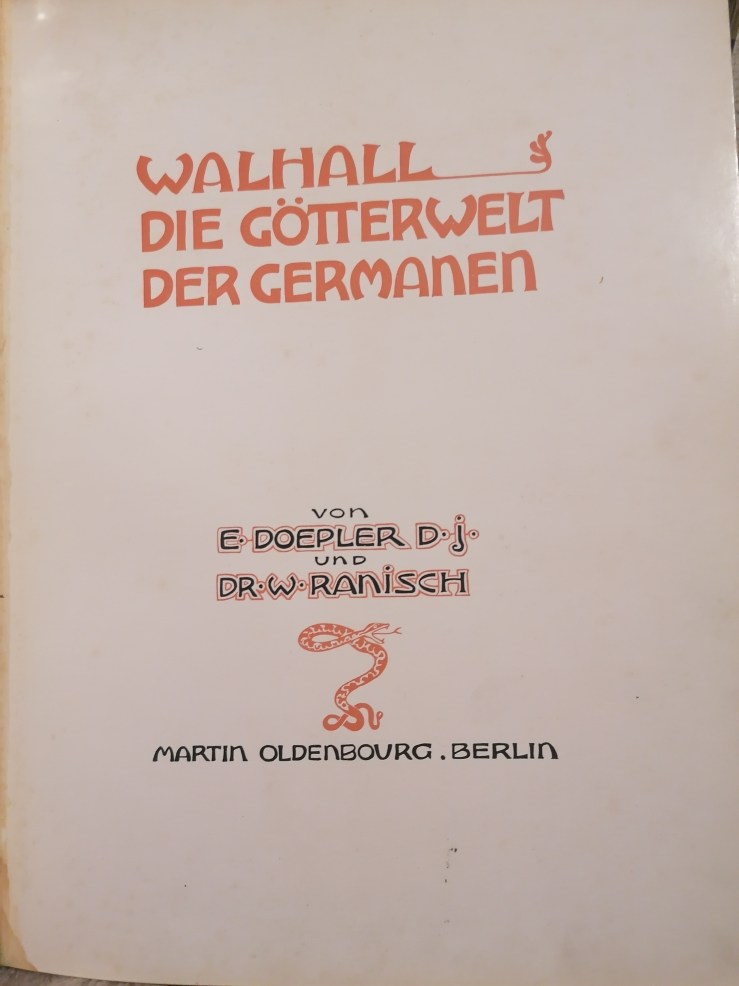 WALHALL
DIE GÖTTERWELT
DER GERMANEN
VON
E·DOEPLER D·j·
UND
DR·W·RANiSCH
MARTIN OLDENBOURG. BERLIN